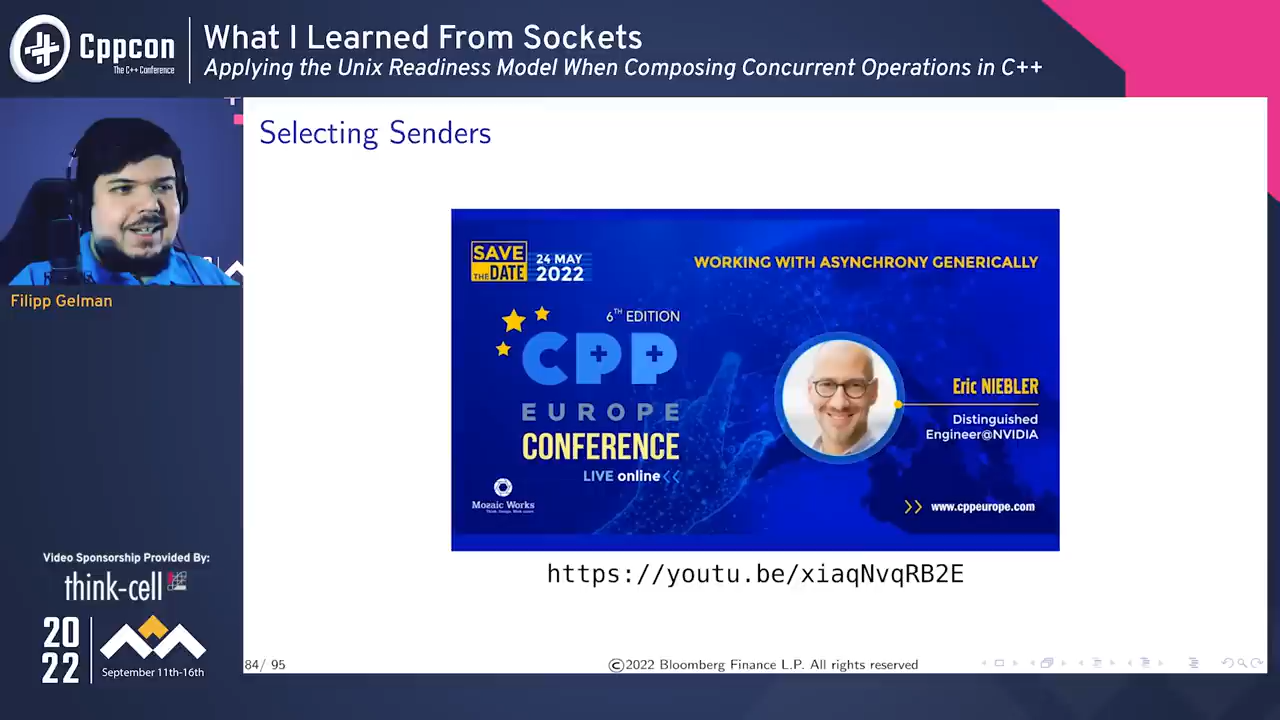 Cppcon
The C++ Conference
What I Learned From Sockets
Applying the Unix Readiness Model When Composing Concurrent Operations in C++
Filipp Gelman
Selecting Senders
SAVE
THE DATE
24 MAY
2022
WORKING WITH ASYNCHRONY GENERICALLY
6TH EDITION
CPP
EUROPE
CONFERENCE
LIVE online
Mozaic Works
Eric NIEBLER
Distinguished
Engineer@NVIDIA
www.cppeurope.com
https://youtu.be/xiaqNvqRB2E
Video Sponsorship Provided By:
think-cell
20
22
September 11th-16th
84/ 95
©2022 Bloomberg Finance L.P. All rights reserved